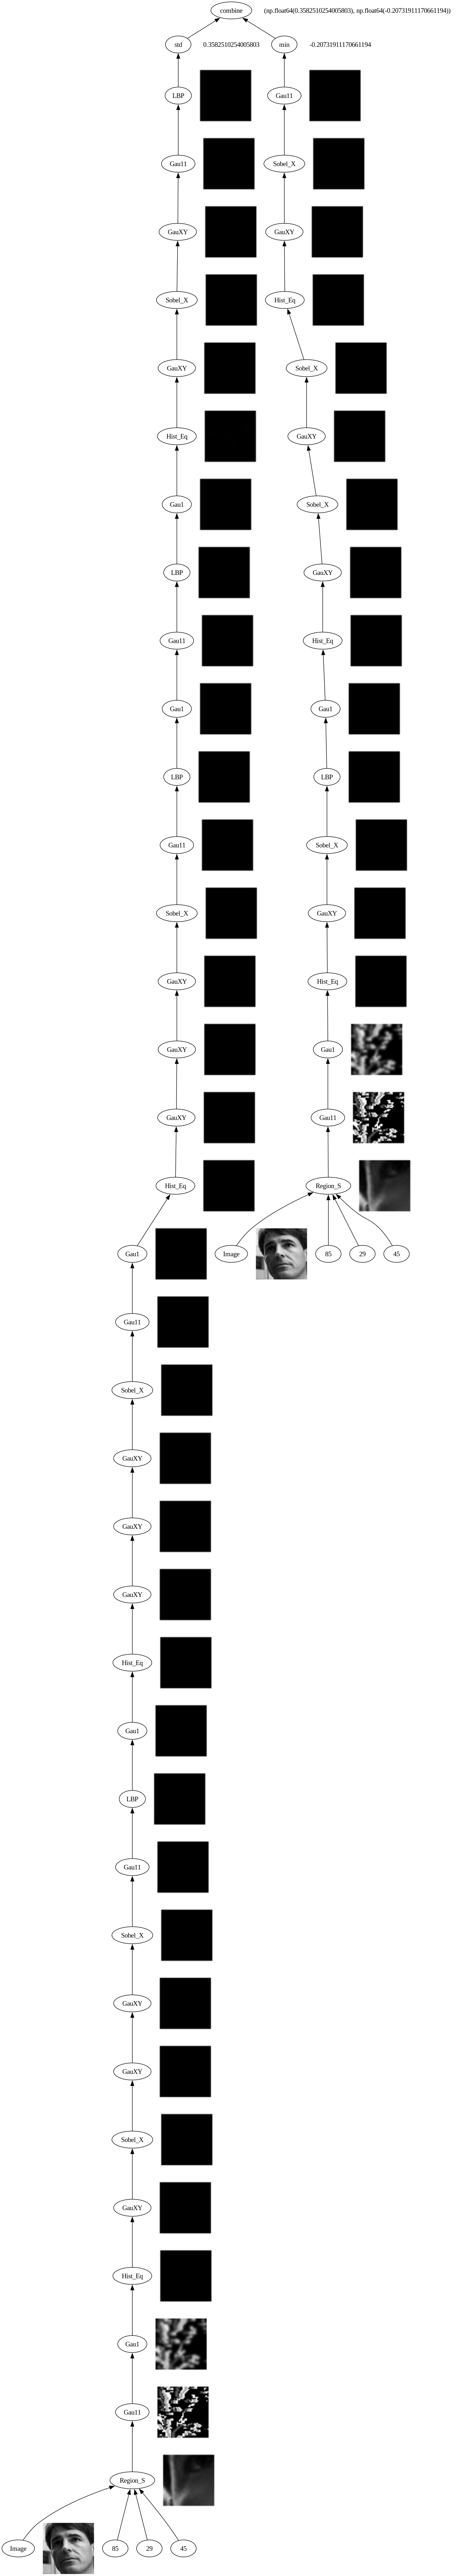 combine (np.float64(0.3582510254005803), np.float64(-0.20731911170661194))
std 0.3582510254005803 min -0.20731911170661194
LBP Gau11
Gau11 Sobel_X
GauXY GauXY
Sobel_X Hist_Eq
GauXY Sobel_X
Hist_Eq GauXY
Gau1 Sobel_X
LBP GauXY
Gau11 Hist_Eq
Gau1 Gau1
LBP LBP
Gau11 Sobel_X
Sobel_X GauXY
GauXY Hist_Eq
GauXY Gau1
GauXY Gau11
Hist_Eq Region_S
Gau1 Image 85 29 45
Gau11
Sobel_X
GauXY
GauXY
GauXY
Hist_Eq
Gau1
LBP
Gau11
Sobel_X
GauXY
GauXY
Sobel_X
GauXY
Hist_Eq
Gau1
Gau11
Region_S
Image 85 29 45